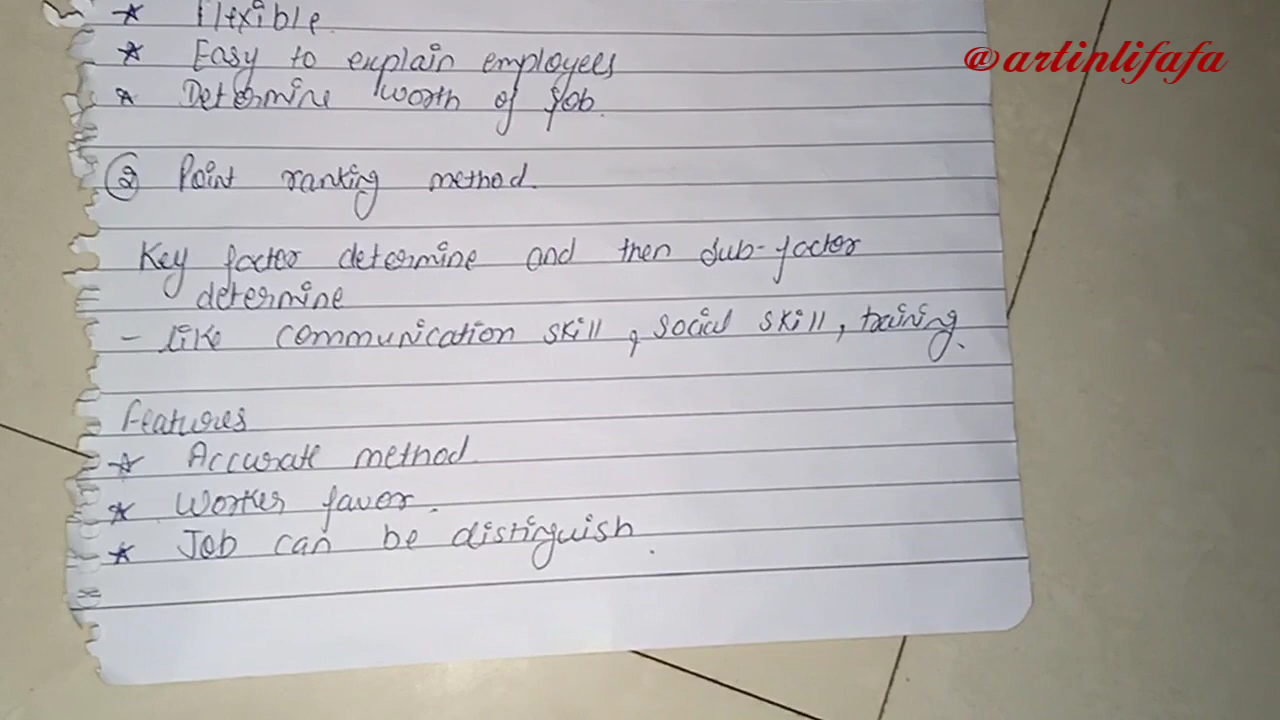 * Flexible.
* Easy to explain employees
@artinlifafa
* Determine worth of job.
② Point ranking method.
Key factor determine and then sub-factor
determine
- like communication skill, social skill, training.
Features
* Accurate method
* Worker favor.
* Job can be distinguish.